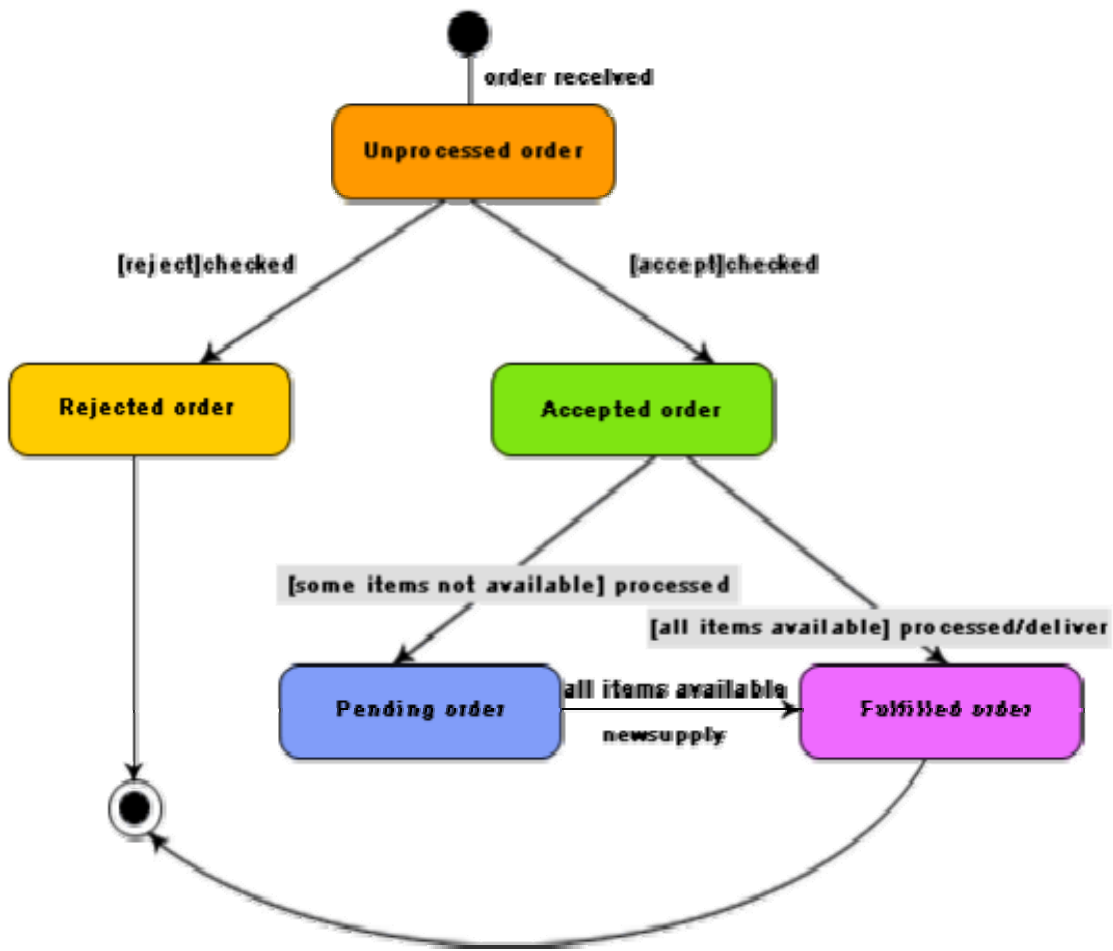 order received
Unprocessed order
[reject]checked
[accept]checked
Rejected order
Accepted order
[some items not available] processed
[all items available] processed/deliver
Pending order
all items available
newsupply
Fulfilled order